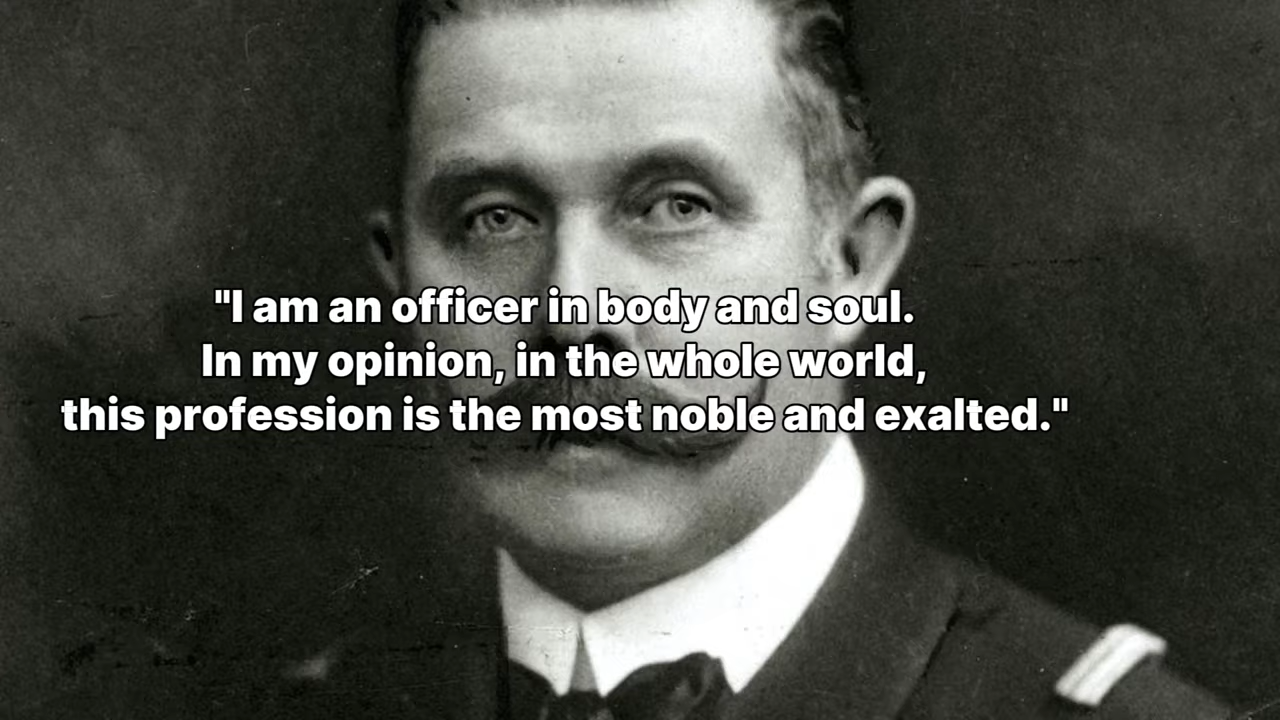 "I am an officer in body and soul.
In my opinion, in the whole world,
this profession is the most noble and exalted."